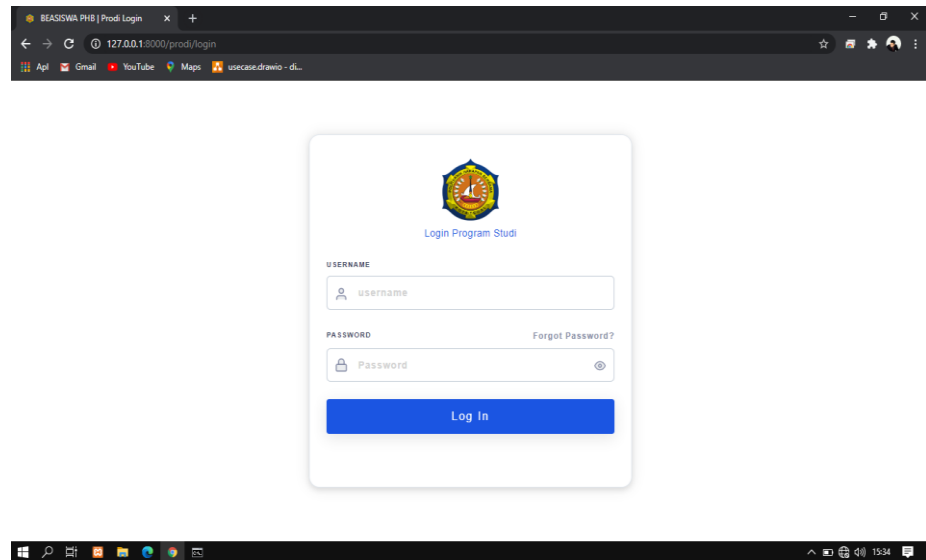 BEASISWA PHB | Prodi Login
127.0.0.1:8000/prodi/login
Apl Gmail YouTube Maps usecase.drawio - di...
Login Program Studi
USERNAME
username
PASSWORD Forgot Password?
Password
Log In
15:34